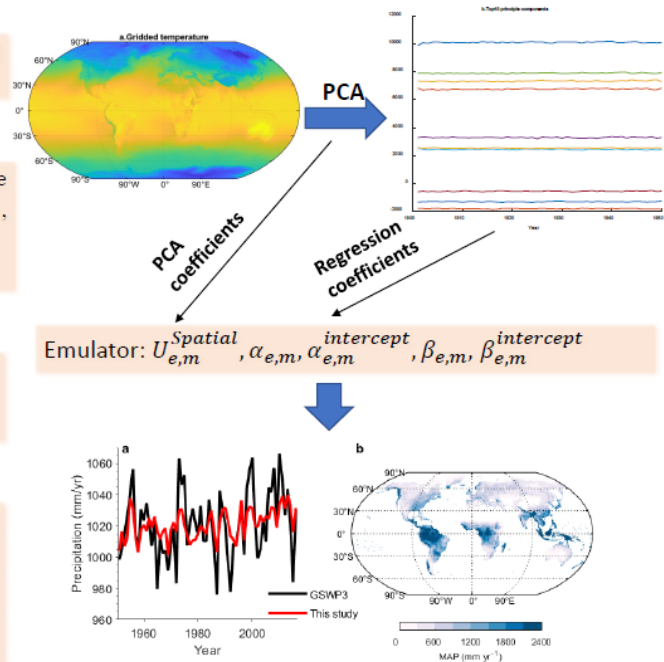 a.Gridded temperature
90°N
60°N
30°N
0°
30°S
60°S
90°S
90°W 0° 90°E
PCA
b.Top10 principle components
12000
10000
8000
6000
4000
2000
0
-2000
Year
e
,
PCA
coefficients
Regression
coefficients
Emulator: U_{e,m}^{Spatial}, α_{e,m}, α_{e,m}^{intercept}, β_{e,m}, β_{e,m}^{intercept}
a
Precipitation (mm/yr)
1060
1040
1020
1000
980
960
1960 1980 2000
Year
GSWP3
This study
b
90°N
60°N
30°N
0°
30°S
60°S
90°S
90°W 0° 90°E
0 600 1200 1800 2400
MAP (mm yr⁻¹)